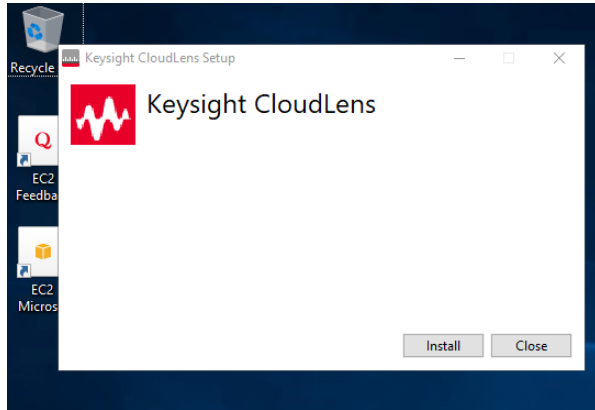 Recycle
Keysight CloudLens Setup
Keysight CloudLens
Q
EC2
Feedba
EC2
Micros
Install
Close